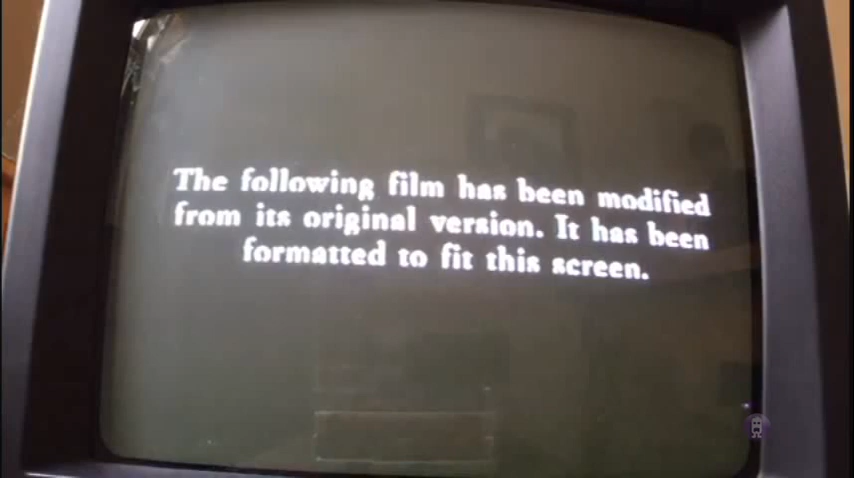 The following film has been modified
from its original version. It has been
formatted to fit this screen.